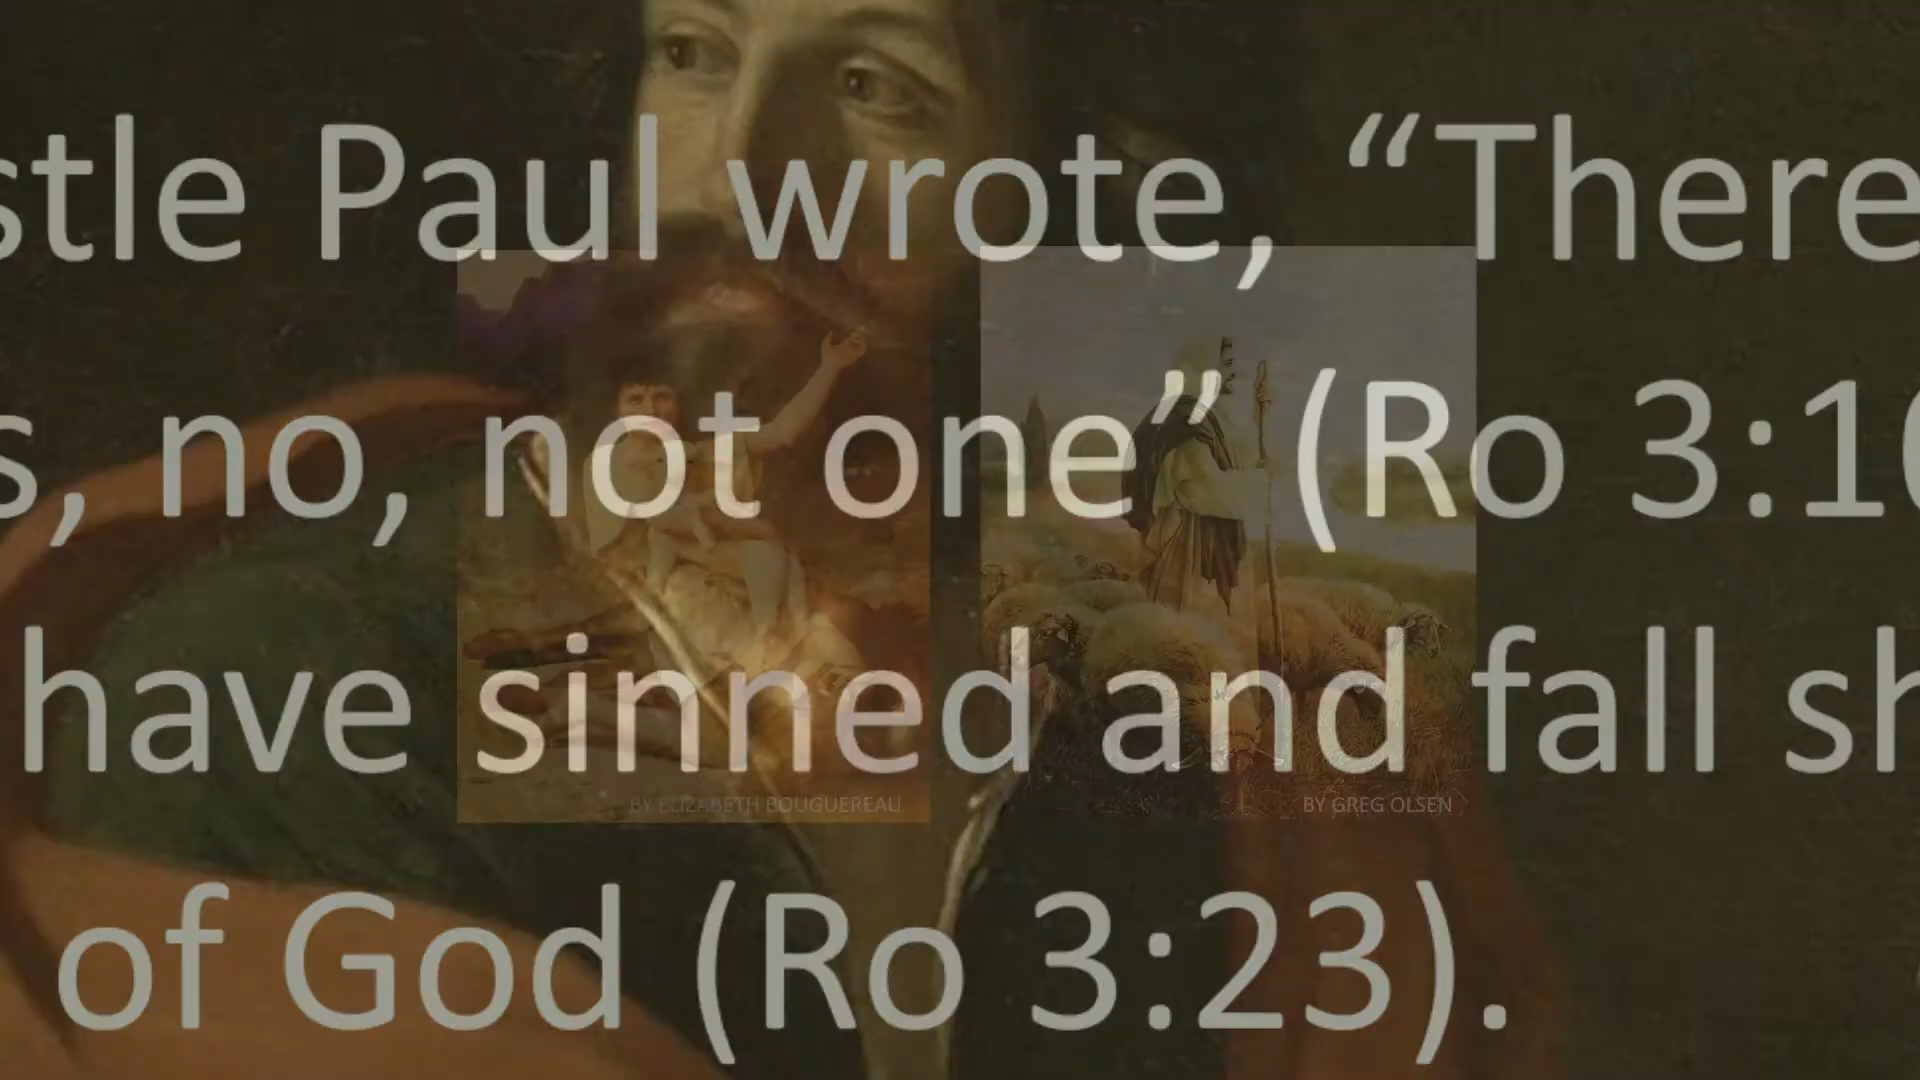 stle Paul wrote, “There
s, no, not one” (Ro 3:10
have sinned and fall sh
of God (Ro 3:23).
BY ELIZABETH BOUGUEREAU
BY GREG OLSEN